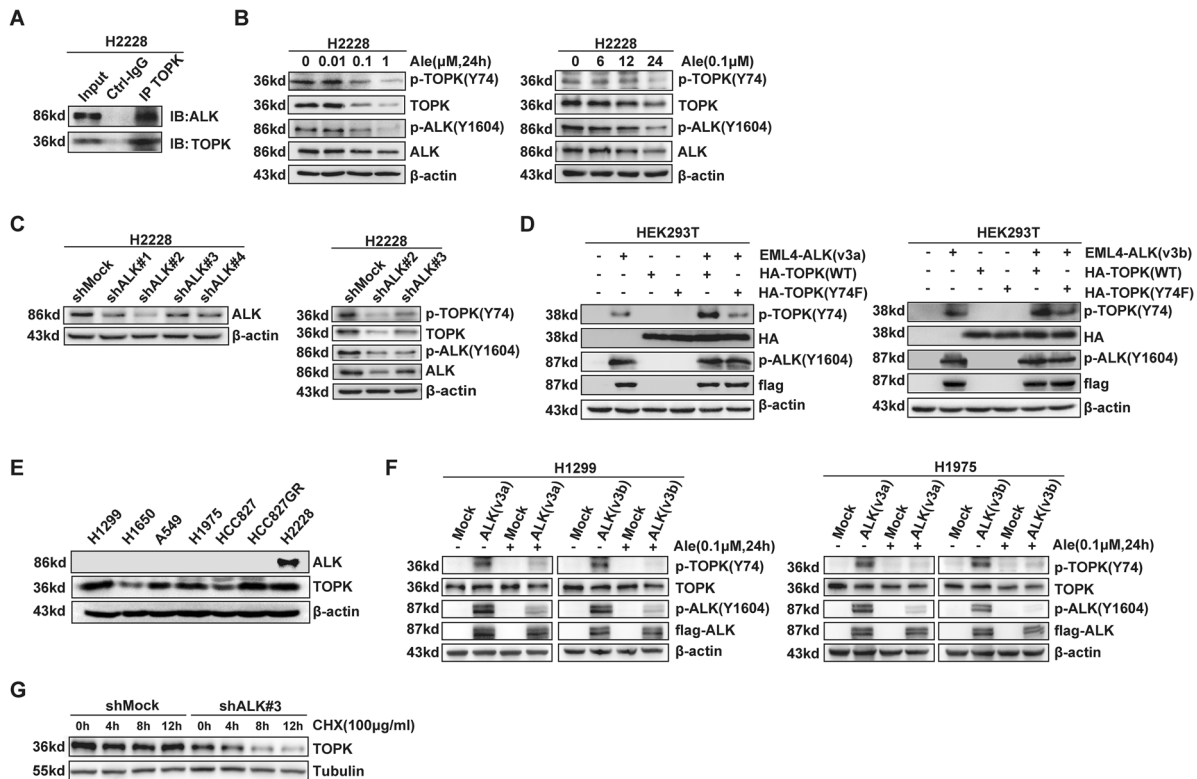 A
H2228
Input Ctrl-IgG IP TOPK
86kd IB:ALK
36kd IB:TOPK
B
H2228
0 0.01 0.1 1 Ale(µM,24h)
36kd p-TOPK(Y74)
36kd TOPK
86kd p-ALK(Y1604)
86kd ALK
43kd β-actin
H2228
0 6 12 24 Ale(0.1µM)
36kd p-TOPK(Y74)
36kd TOPK
86kd p-ALK(Y1604)
86kd ALK
43kd β-actin
C
H2228
shMock shALK#1 shALK#2 shALK#3 shALK#4
86kd ALK
43kd β-actin
H2228
shMock shALK#2 shALK#3
36kd p-TOPK(Y74)
36kd TOPK
86kd p-ALK(Y1604)
86kd ALK
43kd β-actin
D
HEK293T
- + - - + + EML4-ALK(v3a)
- - + - + - HA-TOPK(WT)
- - - + - + HA-TOPK(Y74F)
38kd p-TOPK(Y74)
38kd HA
87kd p-ALK(Y1604)
87kd flag
43kd β-actin
HEK293T
- + - - + + EML4-ALK(v3b)
- - + - + - HA-TOPK(WT)
- - - + - + HA-TOPK(Y74F)
38kd p-TOPK(Y74)
38kd HA
87kd p-ALK(Y1604)
87kd flag
43kd β-actin
E
H1299 H1650 A549 H1975 HCC827 HCC827GR H2228
86kd ALK
36kd TOPK
43kd β-actin
F
H1299
Mock ALK(v3a) Mock ALK(v3a) Mock ALK(v3b) Mock ALK(v3b)
- - + + - - + + Ale(0.1µM,24h)
36kd p-TOPK(Y74)
36kd TOPK
87kd p-ALK(Y1604)
87kd flag-ALK
43kd β-actin
H1975
Mock ALK(v3a) Mock ALK(v3a) Mock ALK(v3b) Mock ALK(v3b)
- - + + - - + + Ale(0.1µM,24h)
36kd p-TOPK(Y74)
36kd TOPK
87kd p-ALK(Y1604)
87kd flag-ALK
43kd β-actin
G
shMock shALK#3
0h 4h 8h 12h 0h 4h 8h 12h CHX(100µg/ml)
36kd TOPK
55kd Tubulin